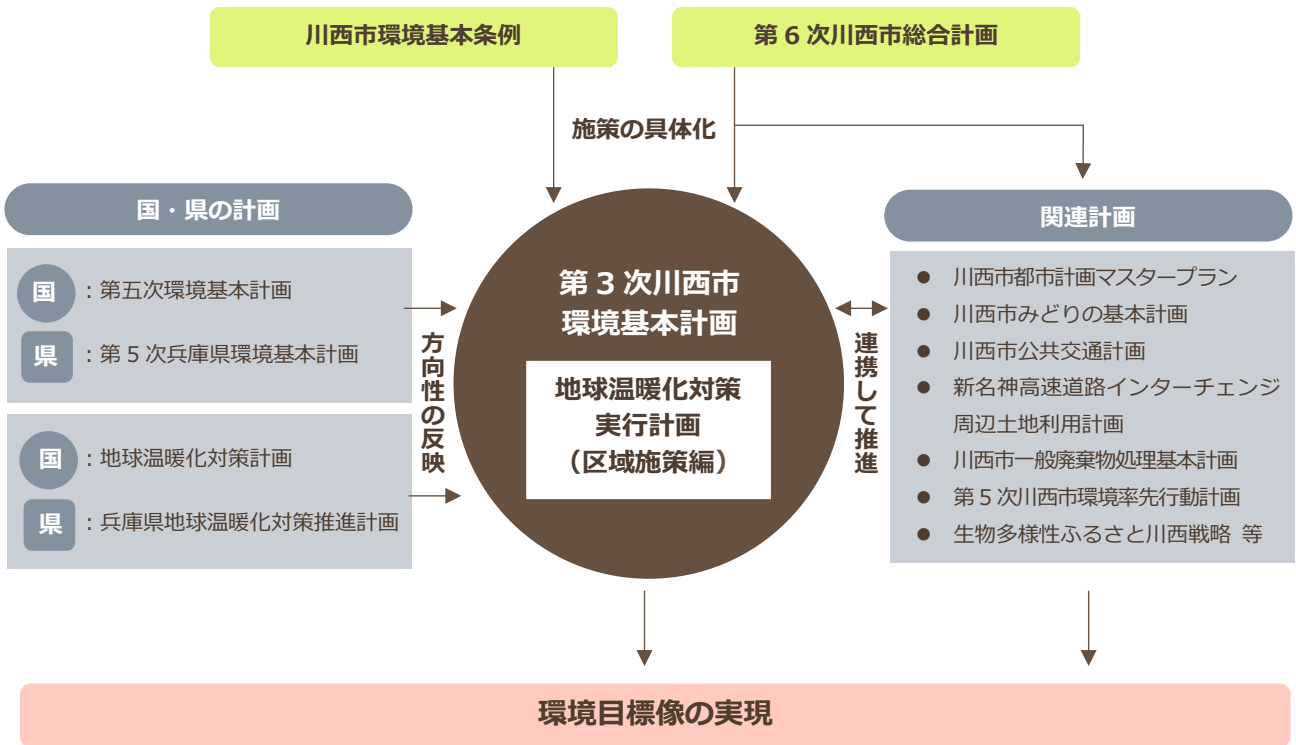 川西市環境基本条例
第６次川西市総合計画
施策の具体化
国・県の計画
国：第五次環境基本計画
県：第５次兵庫県環境基本計画
国：地球温暖化対策計画
県：兵庫県地球温暖化対策推進計画
方向性の反映
第３次川西市
環境基本計画
地球温暖化対策
実行計画
（区域施策編）
連携して推進
関連計画
● 川西市都市計画マスタープラン
● 川西市みどりの基本計画
● 川西市公共交通計画
● 新名神高速道路インターチェンジ
周辺土地利用計画
● 川西市一般廃棄物処理基本計画
● 第５次川西市環境率先行動計画
● 生物多様性ふるさと川西戦略 等
環境目標像の実現